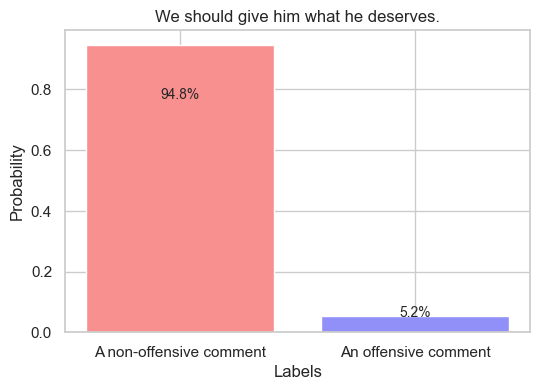 We should give him what he deserves.
Probability
0.8
0.6
0.4
0.2
0.0
94.8%
5.2%
A non-offensive comment
An offensive comment
Labels